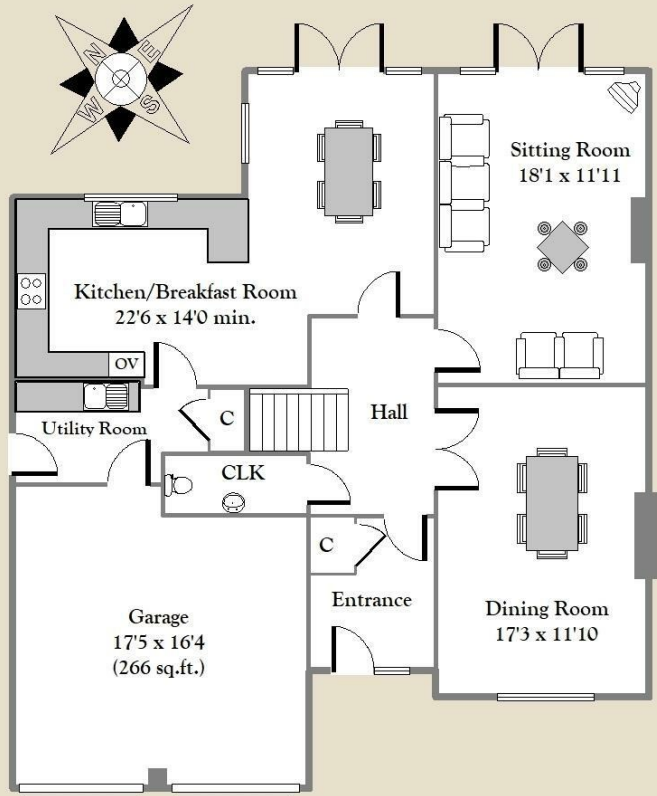 N
E
W
S
Sitting Room
18'1 x 11'11
Kitchen/Breakfast Room
22'6 x 14'0 min.
OV
Utility Room
C
Hall
CLK
C
Entrance
Garage
17'5 x 16'4
(266 sq.ft.)
Dining Room
17'3 x 11'10